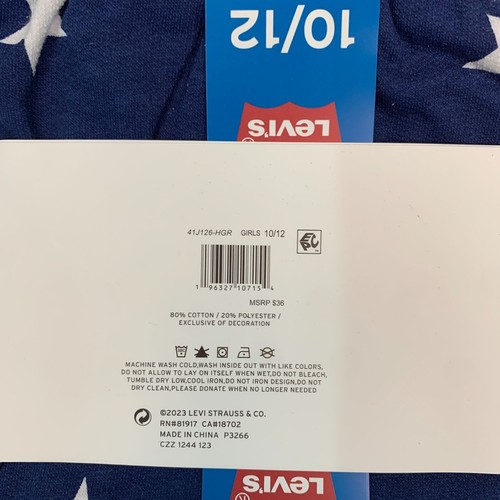 10/12
LEVI'S
41J126-HGR GIRLS 10/12
EPC
1 96327 10715 4
MSRP $36
80% COTTON / 20% POLYESTER /
EXCLUSIVE OF DECORATION
MACHINE WASH COLD,WASH INSIDE OUT WITH LIKE COLORS,
DO NOT ALLOW TO LAY ON ITSELF WHEN WET,DO NOT BLEACH,
TUMBLE DRY LOW,COOL IRON,DO NOT IRON DESIGN,DO NOT
DRY CLEAN,PLEASE DONATE WHEN NO LONGER NEEDED
©2023 LEVI STRAUSS & CO.
RN#81917 CA#18702
MADE IN CHINA P3266
CZZ 1244 123
LEVI'S